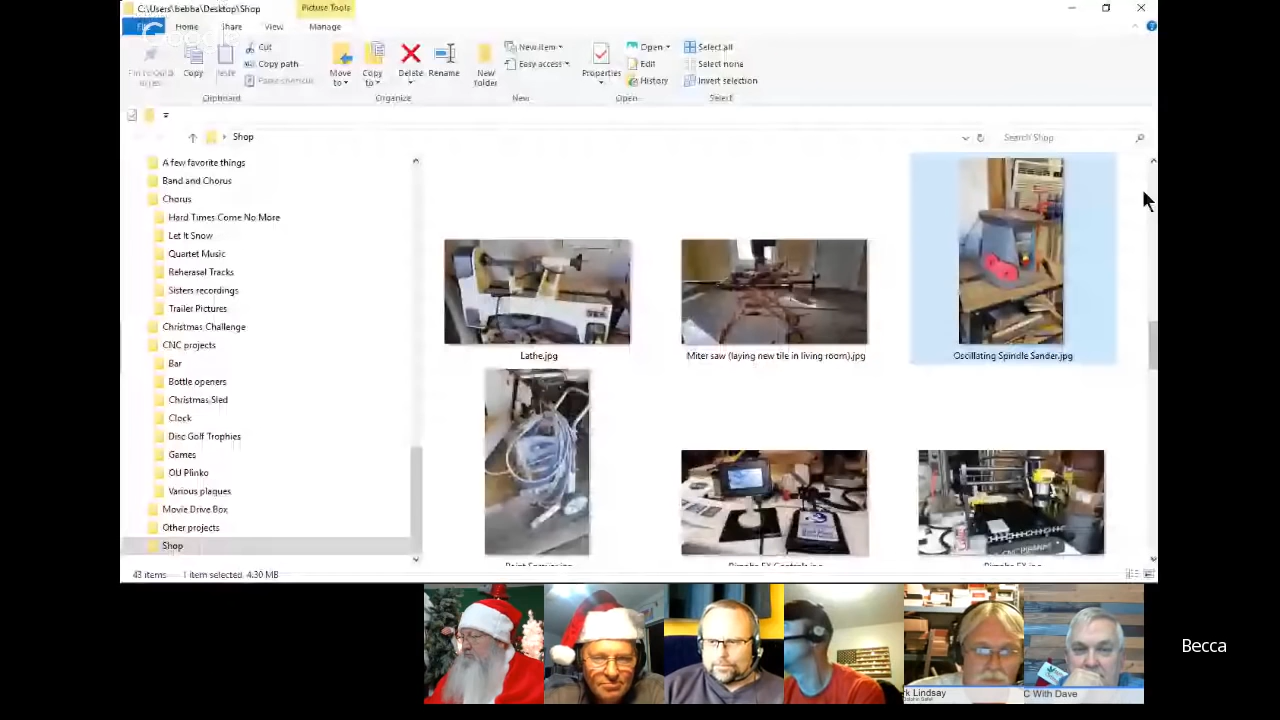 C:\Users\bebba\Desktop\Shop
Picture Tools
File Home Share View Manage
Google
Copy
Cut
Copy path
Paste shortcut
Move to
Copy to
Delete
Rename
New folder
New item
Easy access
Properties
Open
Edit
History
Select all
Select none
Invert selection
Clipboard Organize New Open Select
Shop
Search Shop
A few favorite things
Band and Chorus
Chorus
Hard Times Come No More
Let It Snow
Quartet Music
Reherasal Tracks
Sisters recordings
Trailer Pictures
Christmas Challenge
CNC projects
Bar
Bottle openers
Christmas Sled
Clock
Disc Golf Trophies
Games
OU Plinko
Various plaques
Movie Drive Box
Other projects
Shop
Lathe.jpg
Miter saw (laying new tile in living room).jpg
Oscillating Spindle Sander.jpg
43 items 1 item selected 4.30 MB
rk Lindsay
C With Dave
Becca